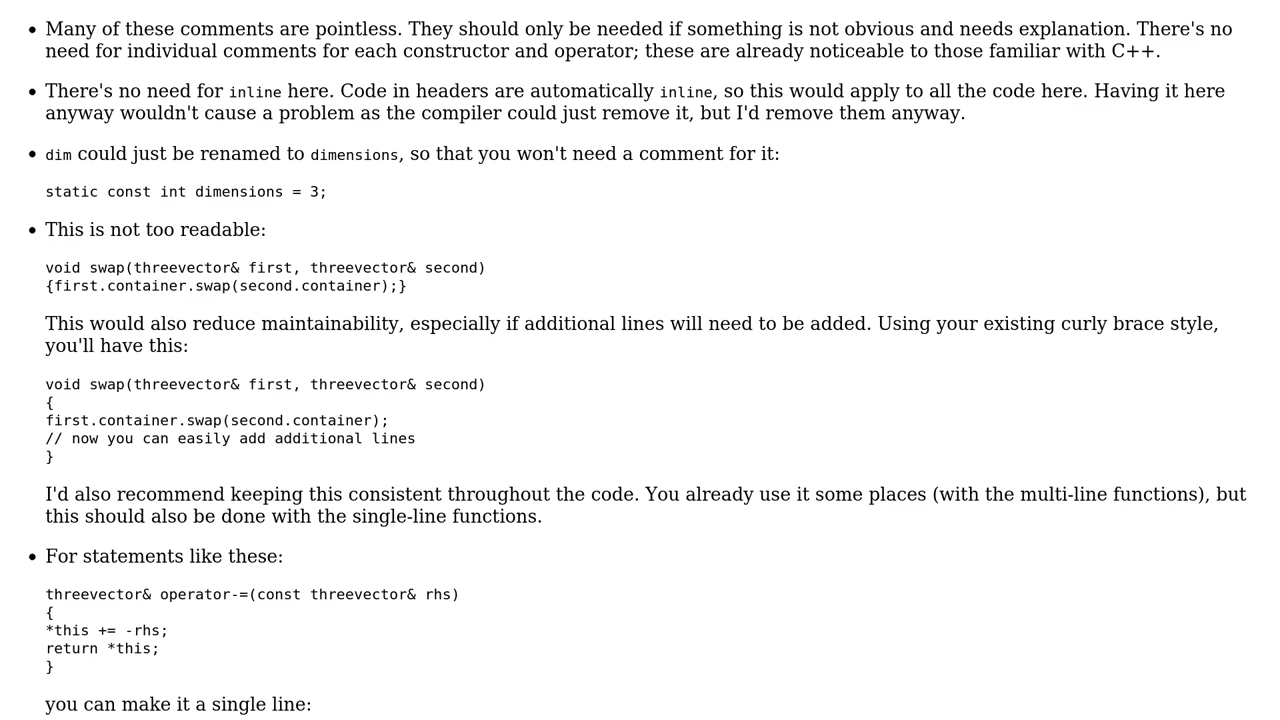 Many of these comments are pointless. They should only be needed if something is not obvious and needs explanation. There's no
need for individual comments for each constructor and operator; these are already noticeable to those familiar with C++.
There's no need for inline here. Code in headers are automatically inline, so this would apply to all the code here. Having it here
anyway wouldn't cause a problem as the compiler could just remove it, but I'd remove them anyway.
dim could just be renamed to dimensions, so that you won't need a comment for it:
static const int dimensions = 3;
This is not too readable:
void swap(threevector& first, threevector& second)
{first.container.swap(second.container);}
This would also reduce maintainability, especially if additional lines will need to be added. Using your existing curly brace style,
you'll have this:
void swap(threevector& first, threevector& second)
{
first.container.swap(second.container);
// now you can easily add additional lines
}
I'd also recommend keeping this consistent throughout the code. You already use it some places (with the multi-line functions), but
this should also be done with the single-line functions.
For statements like these:
threevector& operator-=(const threevector& rhs)
{
*this += -rhs;
return *this;
}
you can make it a single line: